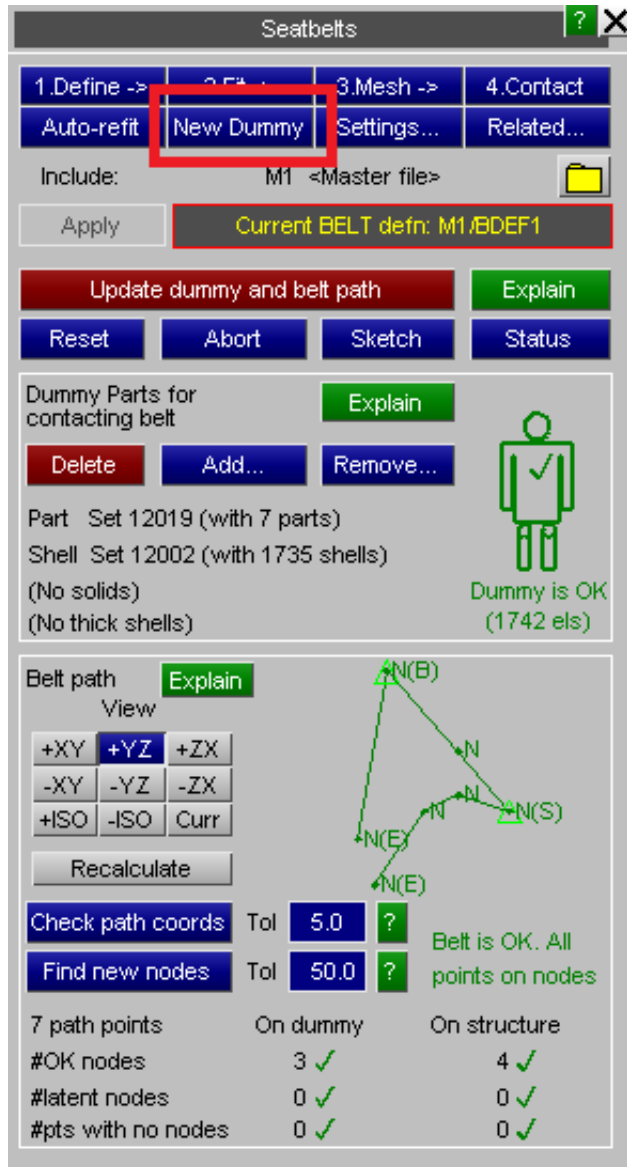 Seatbelts ? X
1.Define -> 3.Mesh -> 4.Contact
Auto-refit New Dummy Settings... Related...
Include: M1 <Master file>
Apply Current BELT defn: M1/BDEF1
Update dummy and belt path Explain
Reset Abort Sketch Status
Dummy Parts for
contacting belt Explain
Delete Add... Remove...
Part Set 12019 (with 7 parts)
Shell Set 12002 (with 1735 shells)
(No solids)
(No thick shells)
Dummy is OK
(1742 els)
Belt path Explain
View
+XY +YZ +ZX
-XY -YZ -ZX
+ISO -ISO Curr
Recalculate
N(B)
N
N
N
N(S)
N(E)
N(E)
Check path coords Tol 5.0 ?
Find new nodes Tol 50.0 ?
Belt is OK. All
points on nodes
7 path points On dummy On structure
#OK nodes 3 ✓ 4 ✓
#latent nodes 0 ✓ 0 ✓
#pts with no nodes 0 ✓ 0 ✓